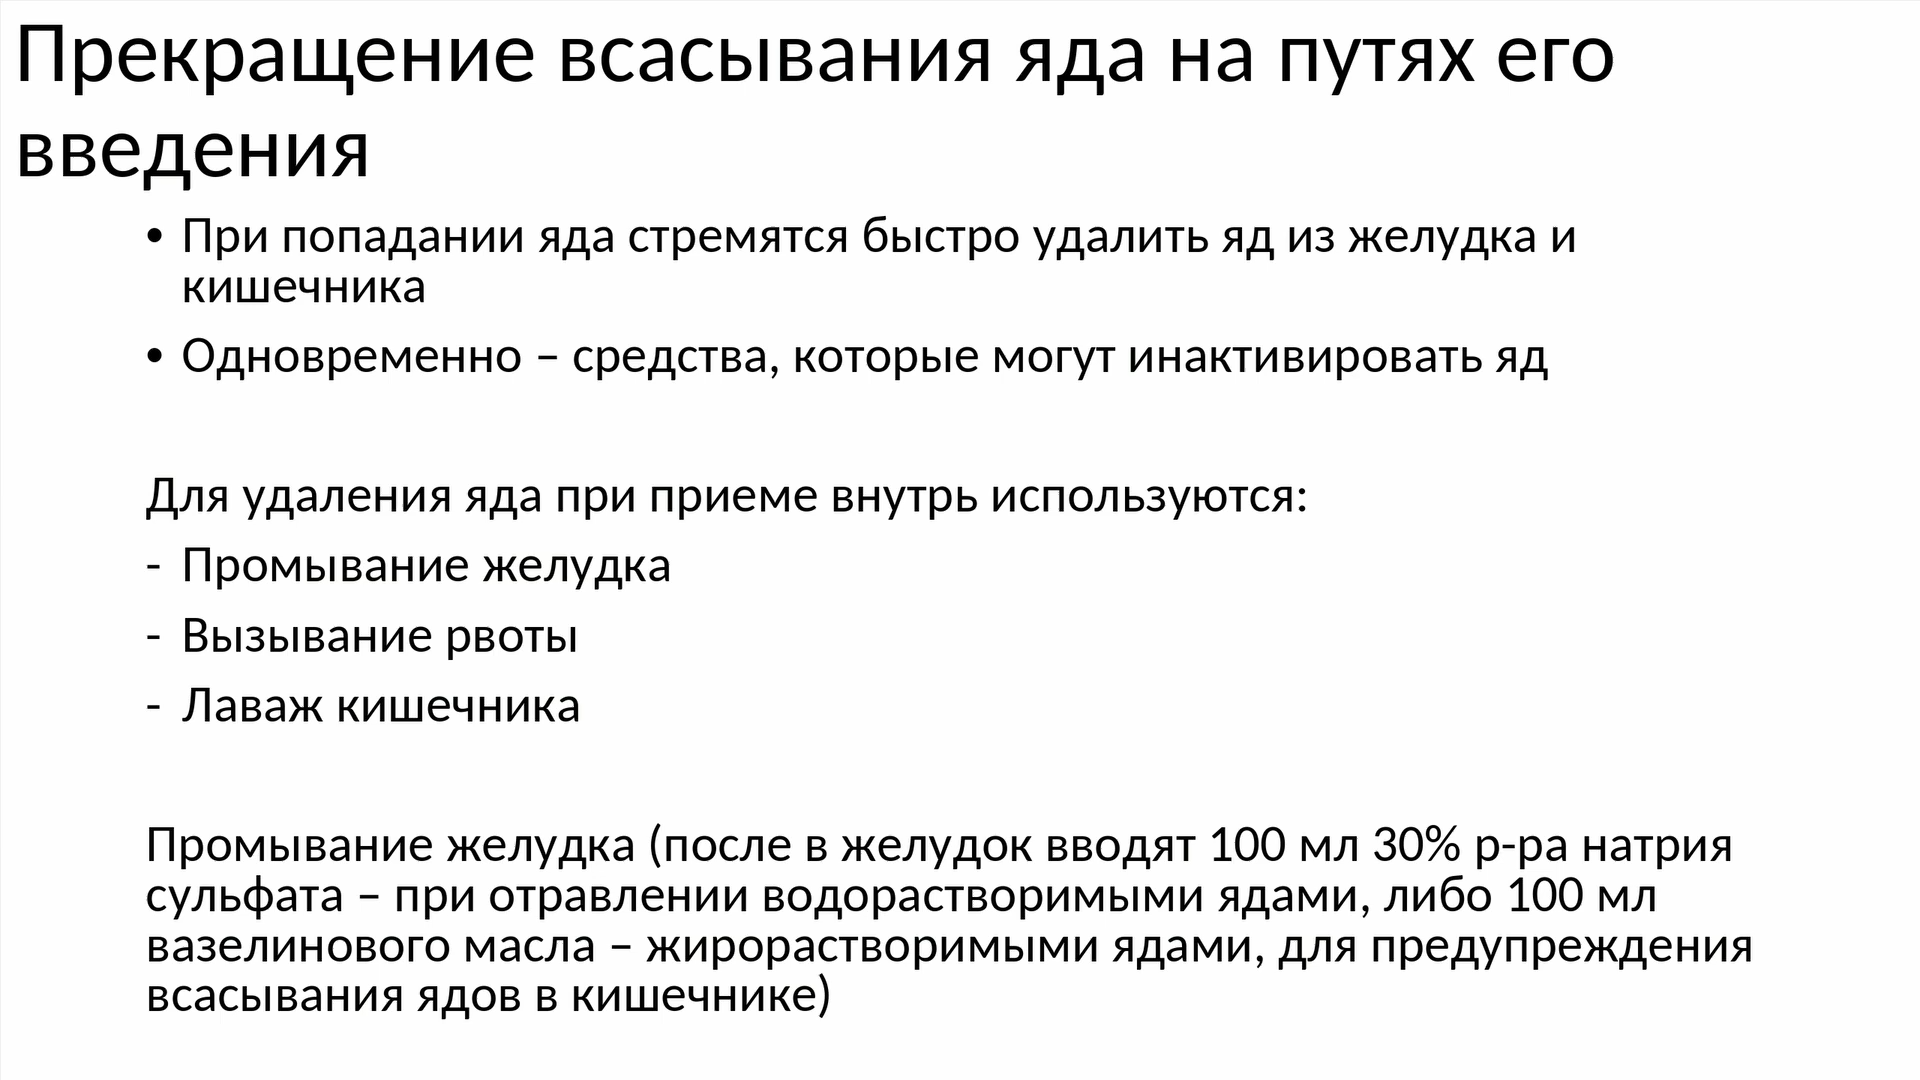 Прекращение всасывания яда на путях его
введения
• При попадании яда стремятся быстро удалить яд из желудка и
кишечника
• Одновременно – средства, которые могут инактивировать яд
Для удаления яда при приеме внутрь используются:
- Промывание желудка
- Вызывание рвоты
- Лаваж кишечника
Промывание желудка (после в желудок вводят 100 мл 30% р-ра натрия
сульфата – при отравлении водорастворимыми ядами, либо 100 мл
вазелинового масла – жирорастворимыми ядами, для предупреждения
всасывания ядов в кишечнике)